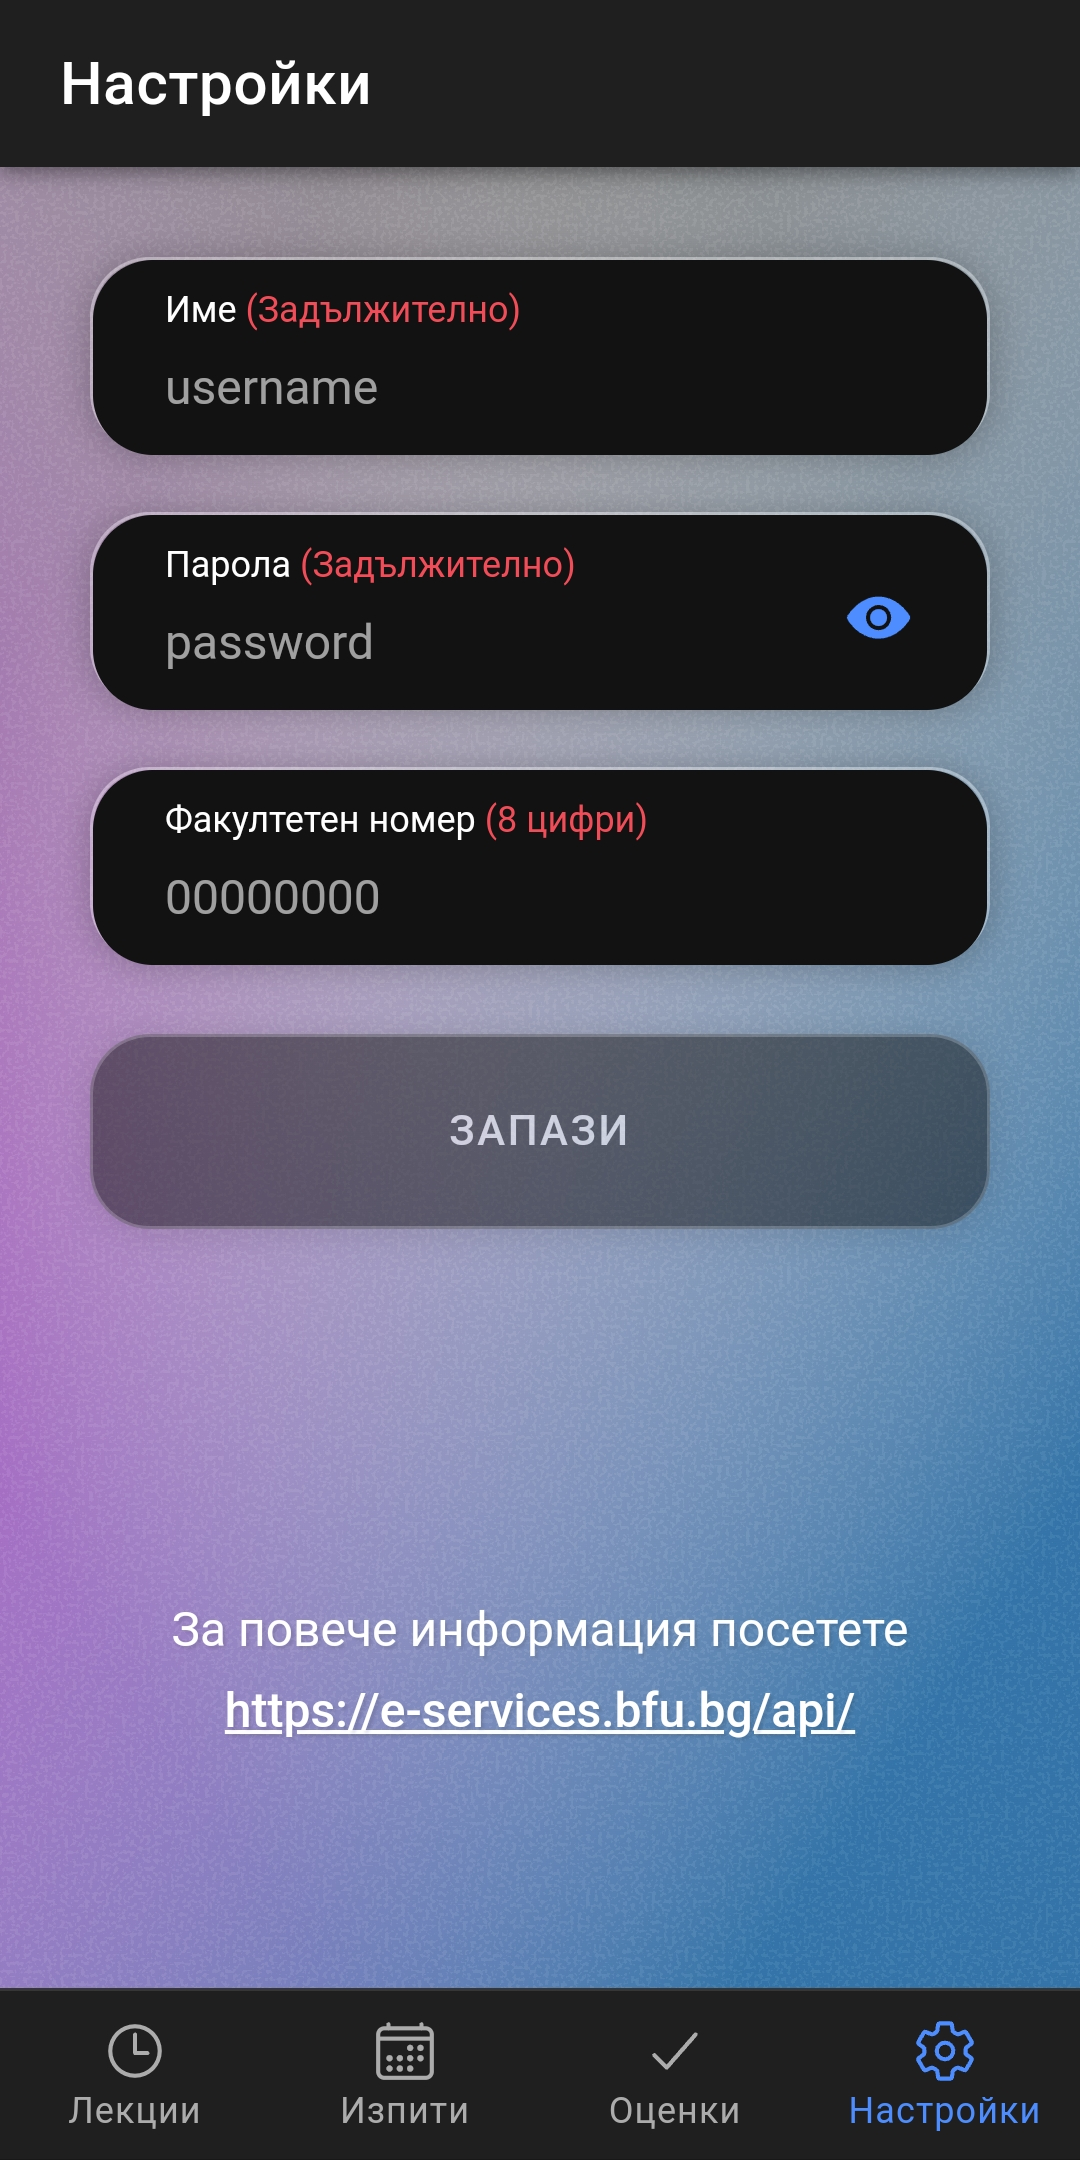 Настройки
Име (Задължително)
username
Парола (Задължително)
password
Факултетен номер (8 цифри)
00000000
ЗАПАЗИ
За повече информация посетете
https://e-services.bfu.bg/api/
Лекции Изпити Оценки Настройки